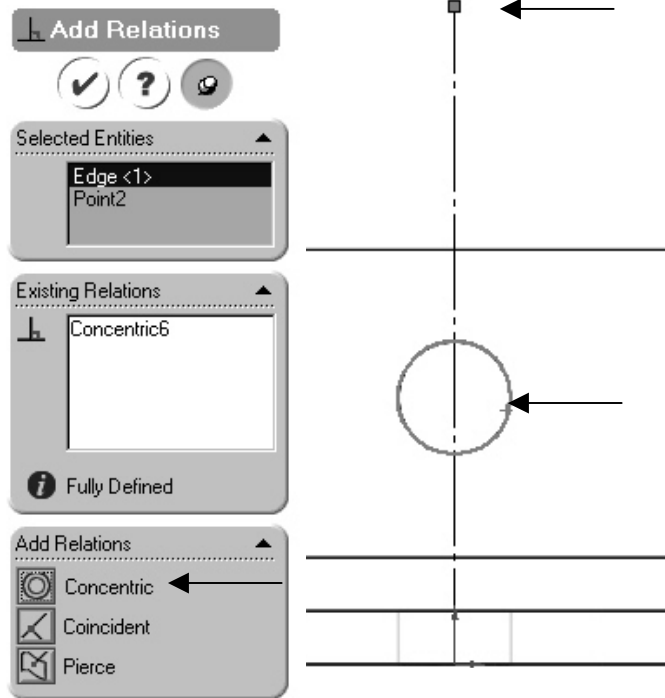 Add Relations
?
Selected Entities
Edge <1>
Point2
Existing Relations
Concentric6
i Fully Defined
Add Relations
Concentric
Coincident
Pierce